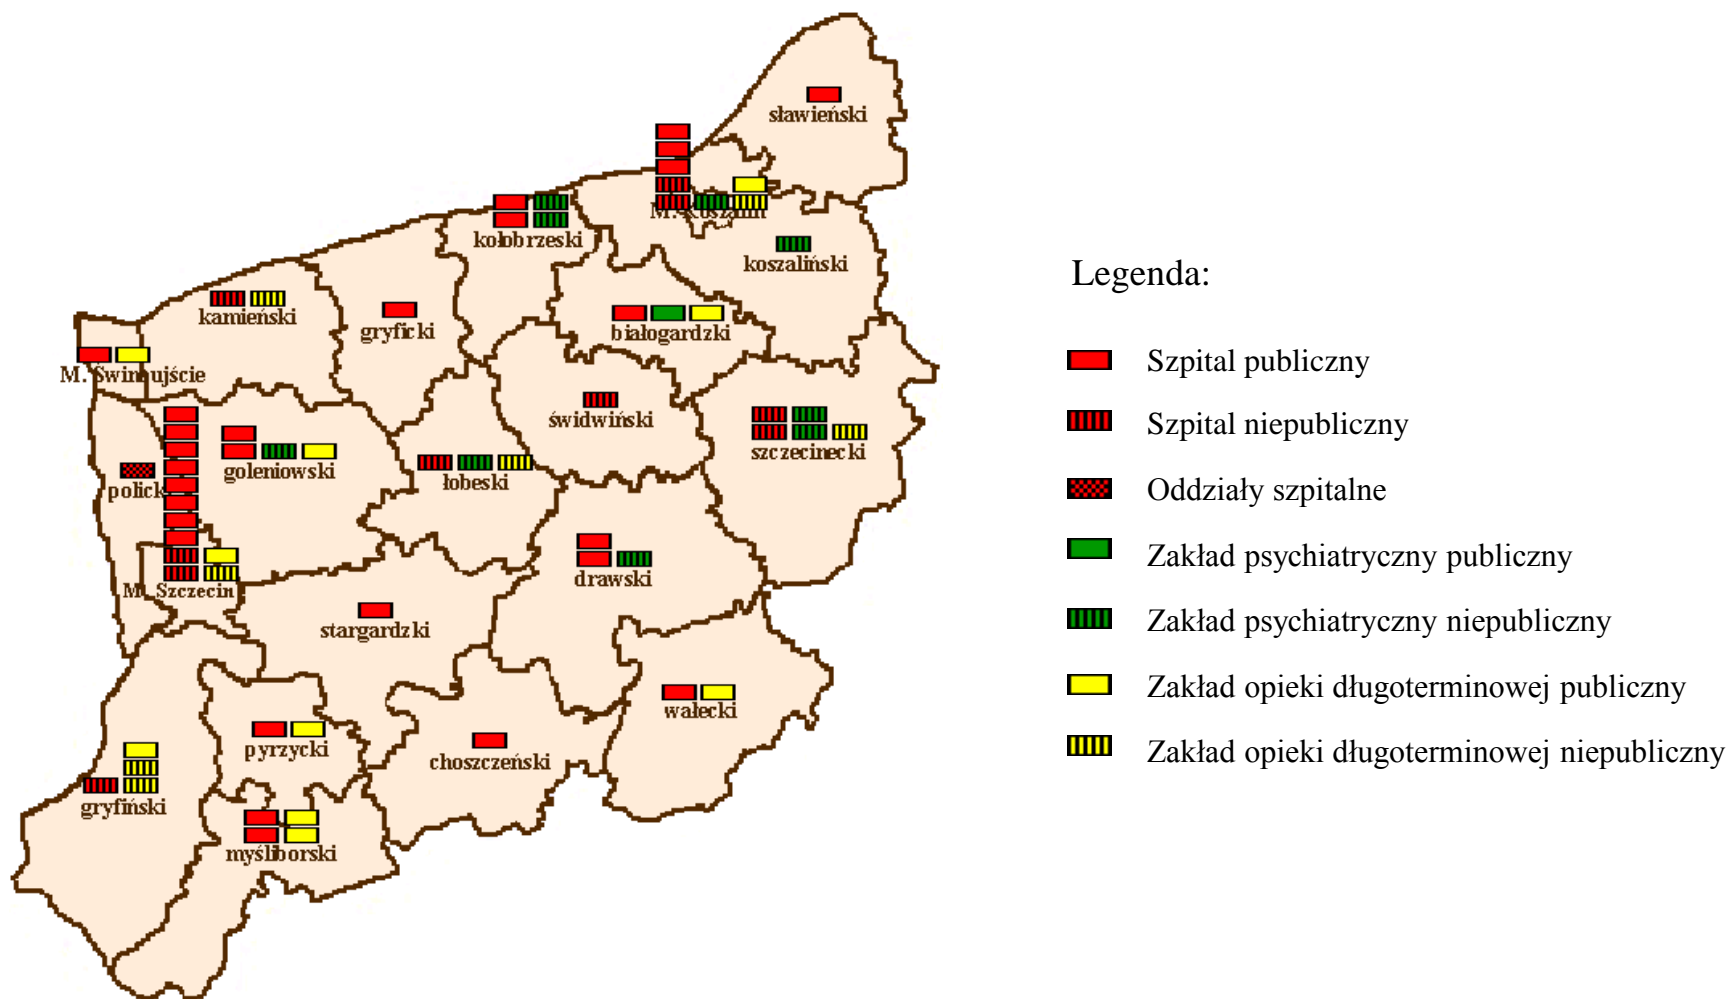 sławieński
M. Koszalin
kołobrzeski
koszaliński
kamieński
gryficki
białogardzki
M. Świnoujście
świdwiński
szczecinecki
goleniowski
łobeski
policki
drawski
M. Szczecin
stargardzki
wałecki
pyrzycki
choszczeński
gryfiński
myśliborski
Legenda:
Szpital publiczny
Szpital niepubliczny
Oddziały szpitalne
Zakład psychiatryczny publiczny
Zakład psychiatryczny niepubliczny
Zakład opieki długoterminowej publiczny
Zakład opieki długoterminowej niepubliczny